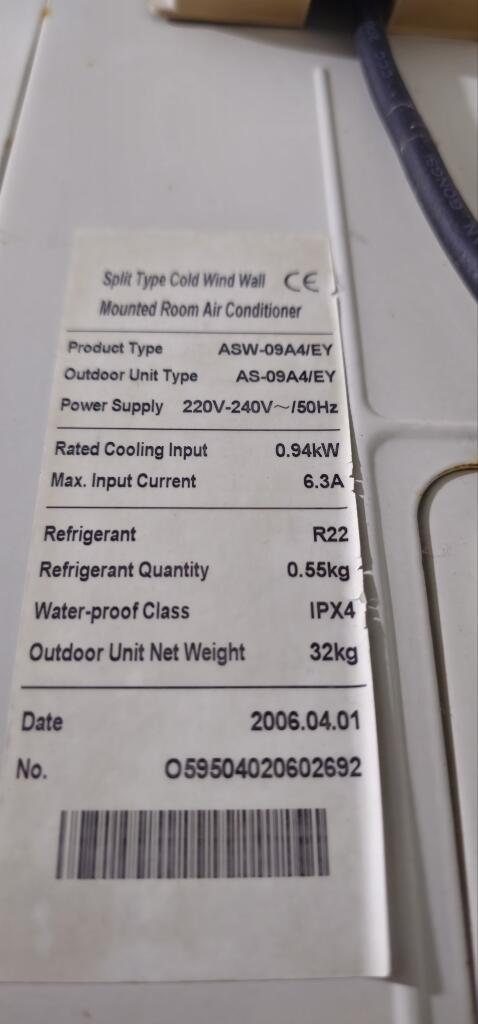 Split Type Cold Wind Wall CE
Mounted Room Air Conditioner
Product Type ASW-09A4/EY
Outdoor Unit Type AS-09A4/EY
Power Supply 220V-240V～/50Hz
Rated Cooling Input 0.94kW
Max. Input Current 6.3A
Refrigerant R22
Refrigerant Quantity 0.55kg
Water-proof Class IPX4
Outdoor Unit Net Weight 32kg
Date 2006.04.01
No. O59504020602692